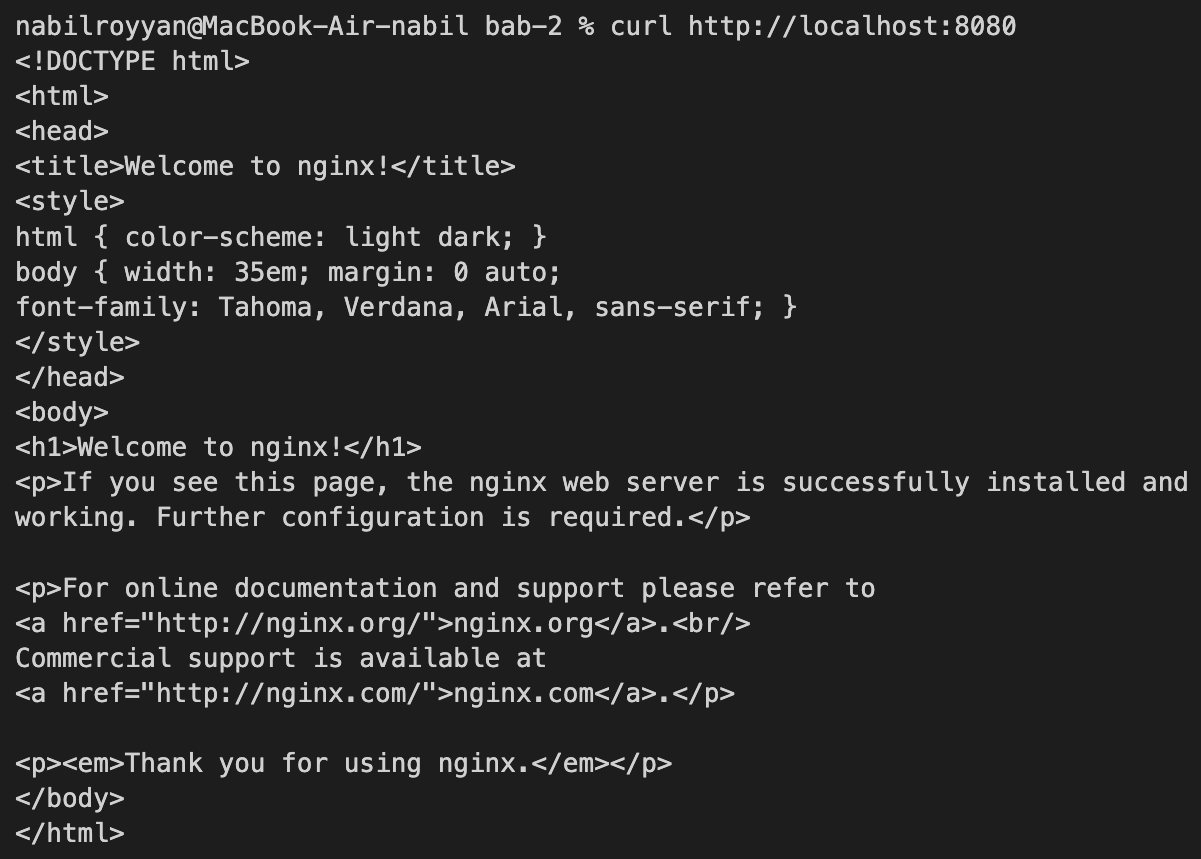 nabilroyyan@MacBook-Air-nabil bab-2 % curl http://localhost:8080
<!DOCTYPE html>
<html>
<head>
<title>Welcome to nginx!</title>
<style>
html { color-scheme: light dark; }
body { width: 35em; margin: 0 auto;
font-family: Tahoma, Verdana, Arial, sans-serif; }
</style>
</head>
<body>
<h1>Welcome to nginx!</h1>
<p>If you see this page, the nginx web server is successfully installed and
working. Further configuration is required.</p>

<p>For online documentation and support please refer to
<a href="http://nginx.org/">nginx.org</a>.<br/>
Commercial support is available at
<a href="http://nginx.com/">nginx.com</a>.</p>

<p><em>Thank you for using nginx.</em></p>
</body>
</html>